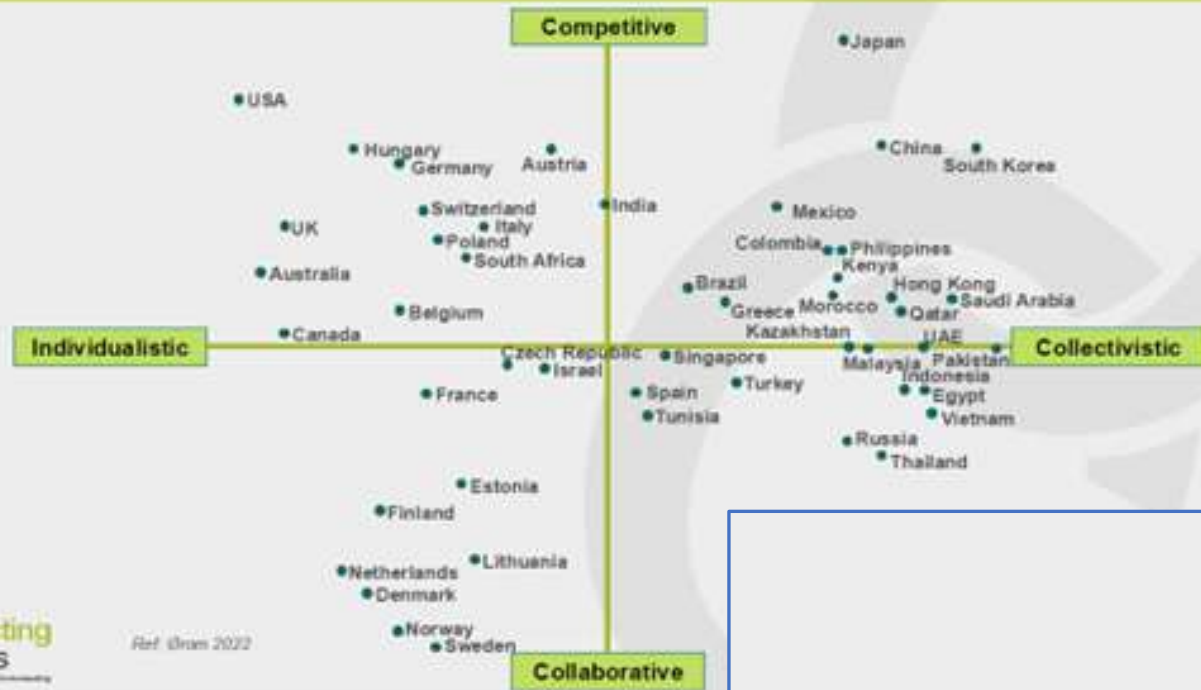 Competitive
Japan
USA
Hungary
China
Germany
Austria
South Korea
Switzerland
India
Mexico
UK
Italy
Poland
Colombia
Philippines
South Africa
Kenya
Australia
Brazil
Hong Kong
Morocco
Saudi Arabia
Belgium
Greece
Qatar
Canada
Kazakhstan
UAE
Individualistic
Collectivistic
Czech Republic
Singapore
Malaysia
Pakistan
Israel
Indonesia
France
Turkey
Spain
Egypt
Tunisia
Vietnam
Russia
Thailand
Estonia
Finland
Lithuania
Netherlands
Denmark
ting
Norway
Ref. Øram 2022
Sweden
s
Collaborative